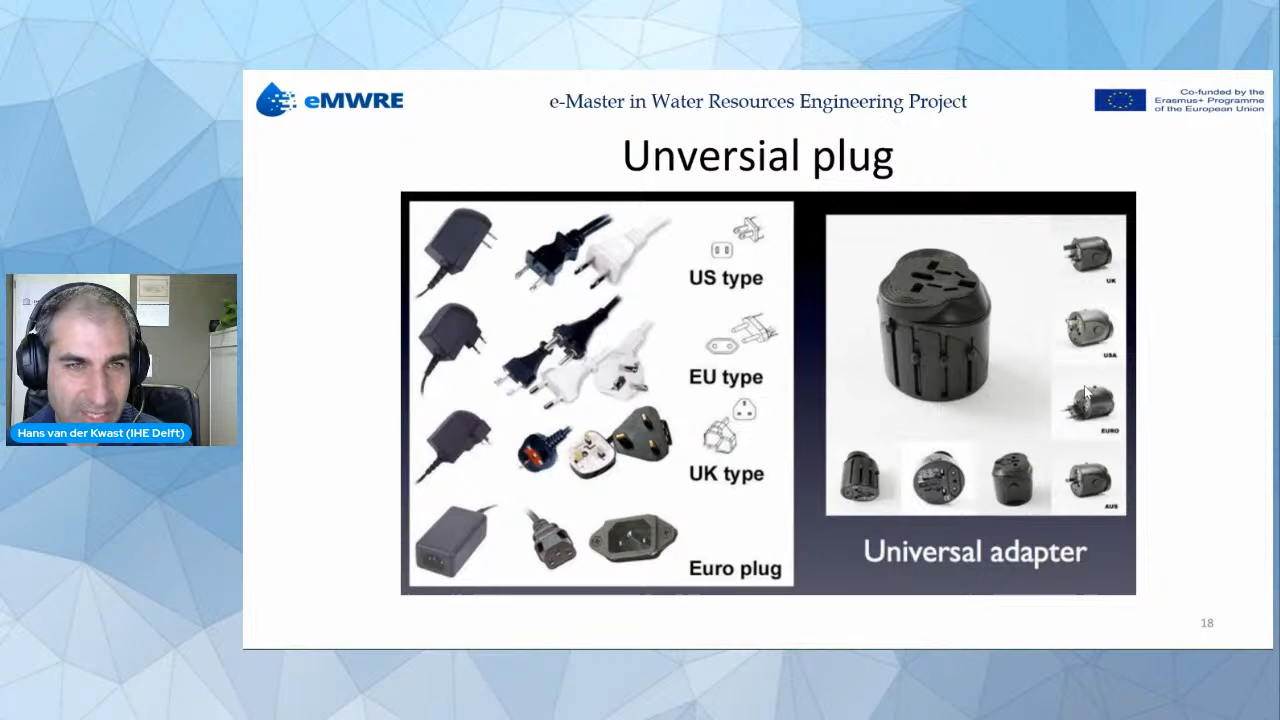 eMWRE
e-Master in Water Resources Engineering Project
Co-funded by the
Erasmus+ Programme
of the European Union
Unversial plug
US type
EU type
UK type
Euro plug
UK
USA
EURO
AUS
Universal adapter
Hans van der Kwast (IHE Delft)
18